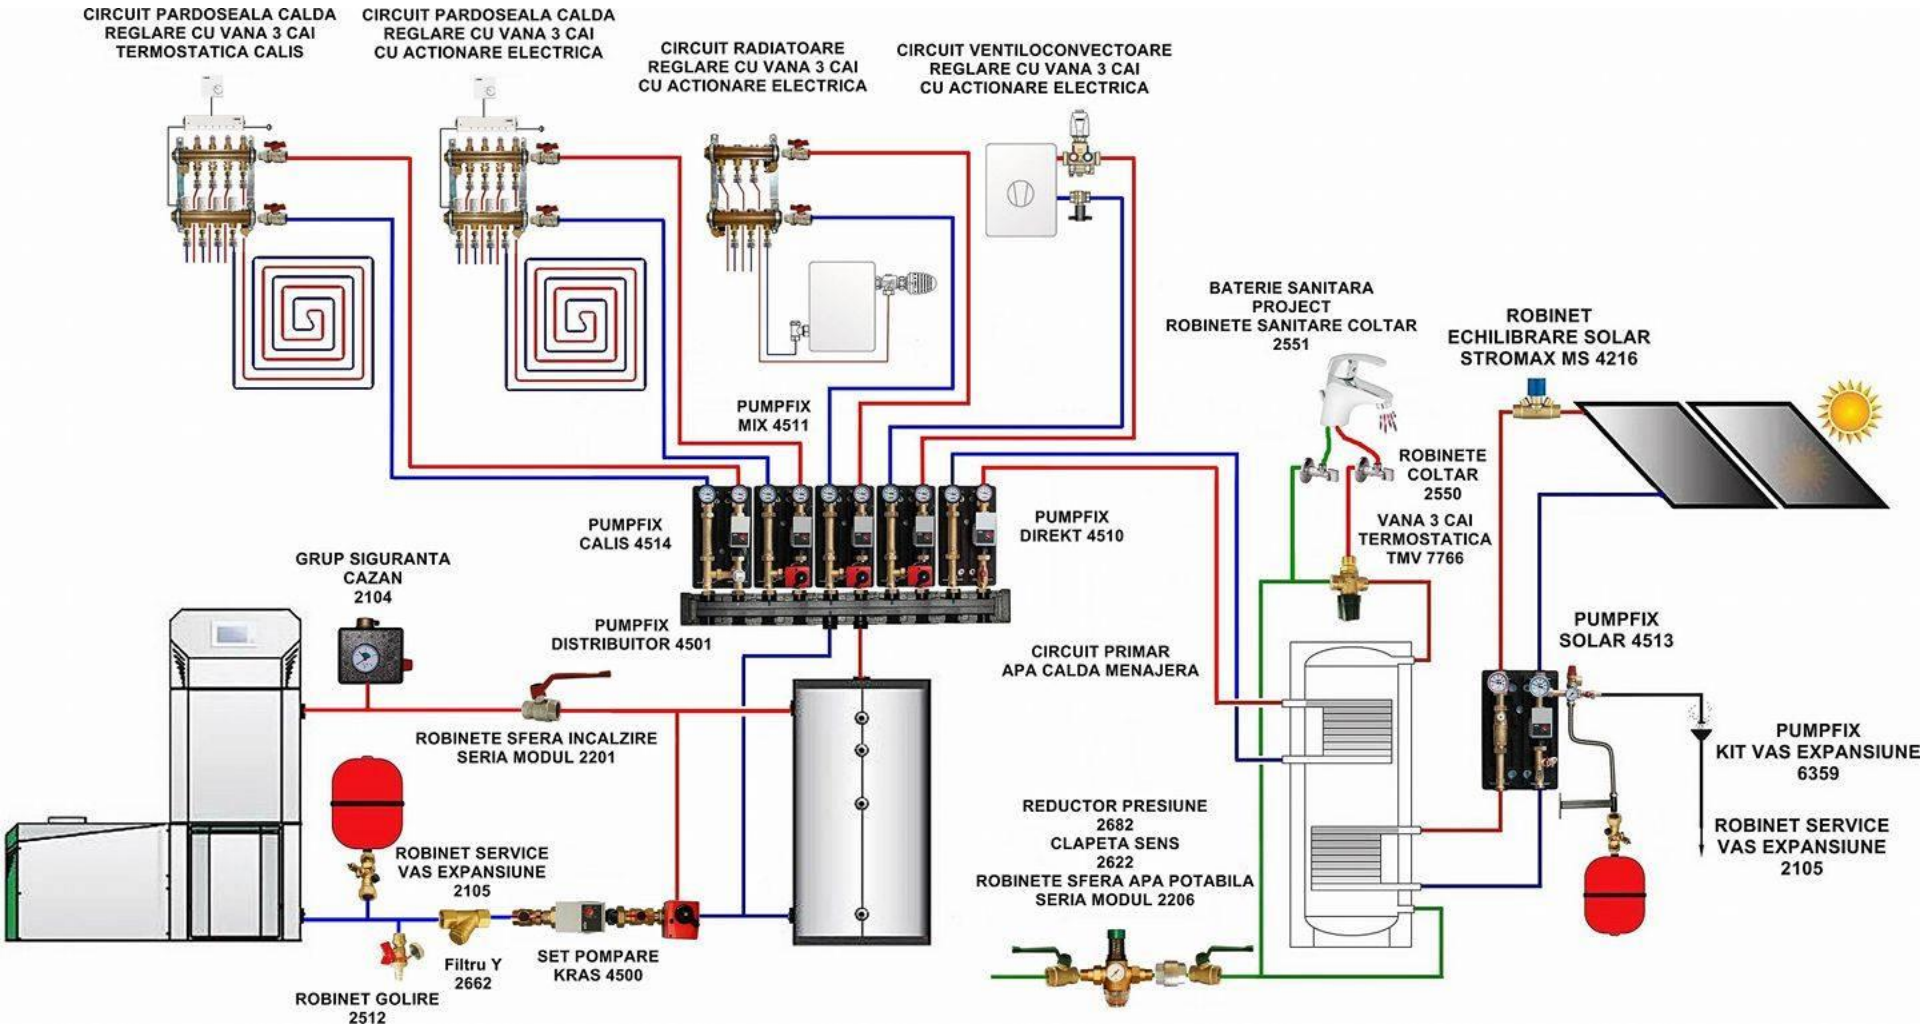 CIRCUIT PARDOSEALA CALDA
REGLARE CU VANA 3 CAI
TERMOSTATICA CALIS
CIRCUIT PARDOSEALA CALDA
REGLARE CU VANA 3 CAI
CU ACTIONARE ELECTRICA
CIRCUIT RADIATOARE
REGLARE CU VANA 3 CAI
CU ACTIONARE ELECTRICA
CIRCUIT VENTILOCONVECTOARE
REGLARE CU VANA 3 CAI
CU ACTIONARE ELECTRICA
BATERIE SANITARA
PROJECT
ROBINETE SANITARE COLTAR
2551
ROBINET
ECHILIBRARE SOLAR
STROMAX MS 4216
PUMPFIX
MIX 4511
ROBINETE
COLTAR
2550
PUMPFIX
CALIS 4514
PUMPFIX
DIREKT 4510
VANA 3 CAI
TERMOSTATICA
TMV 7766
GRUP SIGURANTA
CAZAN
2104
PUMPFIX
DISTRIBUITOR 4501
CIRCUIT PRIMAR
APA CALDA MENAJERA
PUMPFIX
SOLAR 4513
ROBINETE SFERA INCALZIRE
SERIA MODUL 2201
PUMPFIX
KIT VAS EXPANSIUNE
6359
REDUCTOR PRESIUNE
2682
CLAPETA SENS
2622
ROBINETE SFERA APA POTABILA
SERIA MODUL 2206
ROBINET SERVICE
VAS EXPANSIUNE
2105
ROBINET SERVICE
VAS EXPANSIUNE
2105
Filtru Y
2662
SET POMPARE
KRAS 4500
ROBINET GOLIRE
2512